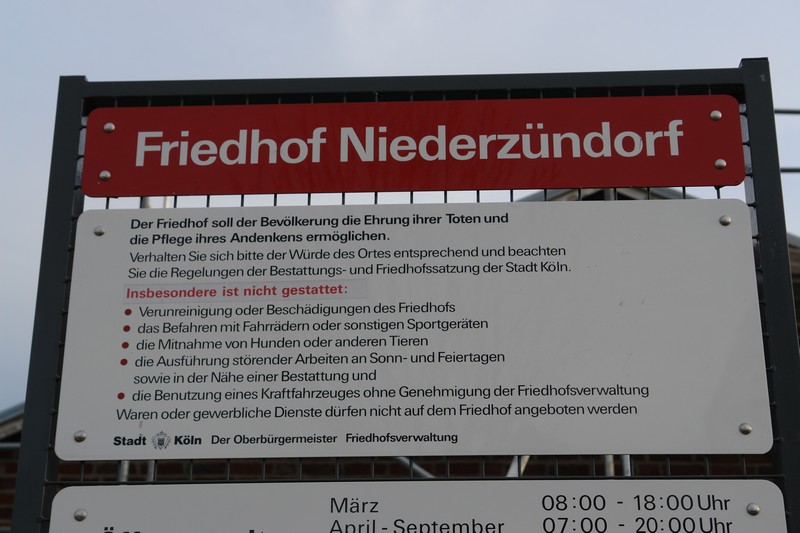 Friedhof Niederzündorf
Der Friedhof soll der Bevölkerung die Ehrung ihrer Toten und
die Pflege ihres Andenkens ermöglichen.
Verhalten Sie sich bitte der Würde des Ortes entsprechend und beachten
Sie die Regelungen der Bestattungs- und Friedhofssatzung der Stadt Köln.
Insbesondere ist nicht gestattet:
• Verunreinigung oder Beschädigungen des Friedhofs
• das Befahren mit Fahrrädern oder sonstigen Sportgeräten
• die Mitnahme von Hunden oder anderen Tieren
• die Ausführung störender Arbeiten an Sonn- und Feiertagen
sowie in der Nähe einer Bestattung und
• die Benutzung eines Kraftfahrzeuges ohne Genehmigung der Friedhofsverwaltung
Waren oder gewerbliche Dienste dürfen nicht auf dem Friedhof angeboten werden
Stadt Köln Der Oberbürgermeister Friedhofsverwaltung
März 08:00 - 18:00 Uhr
April - September 07:00 - 20:00 Uhr